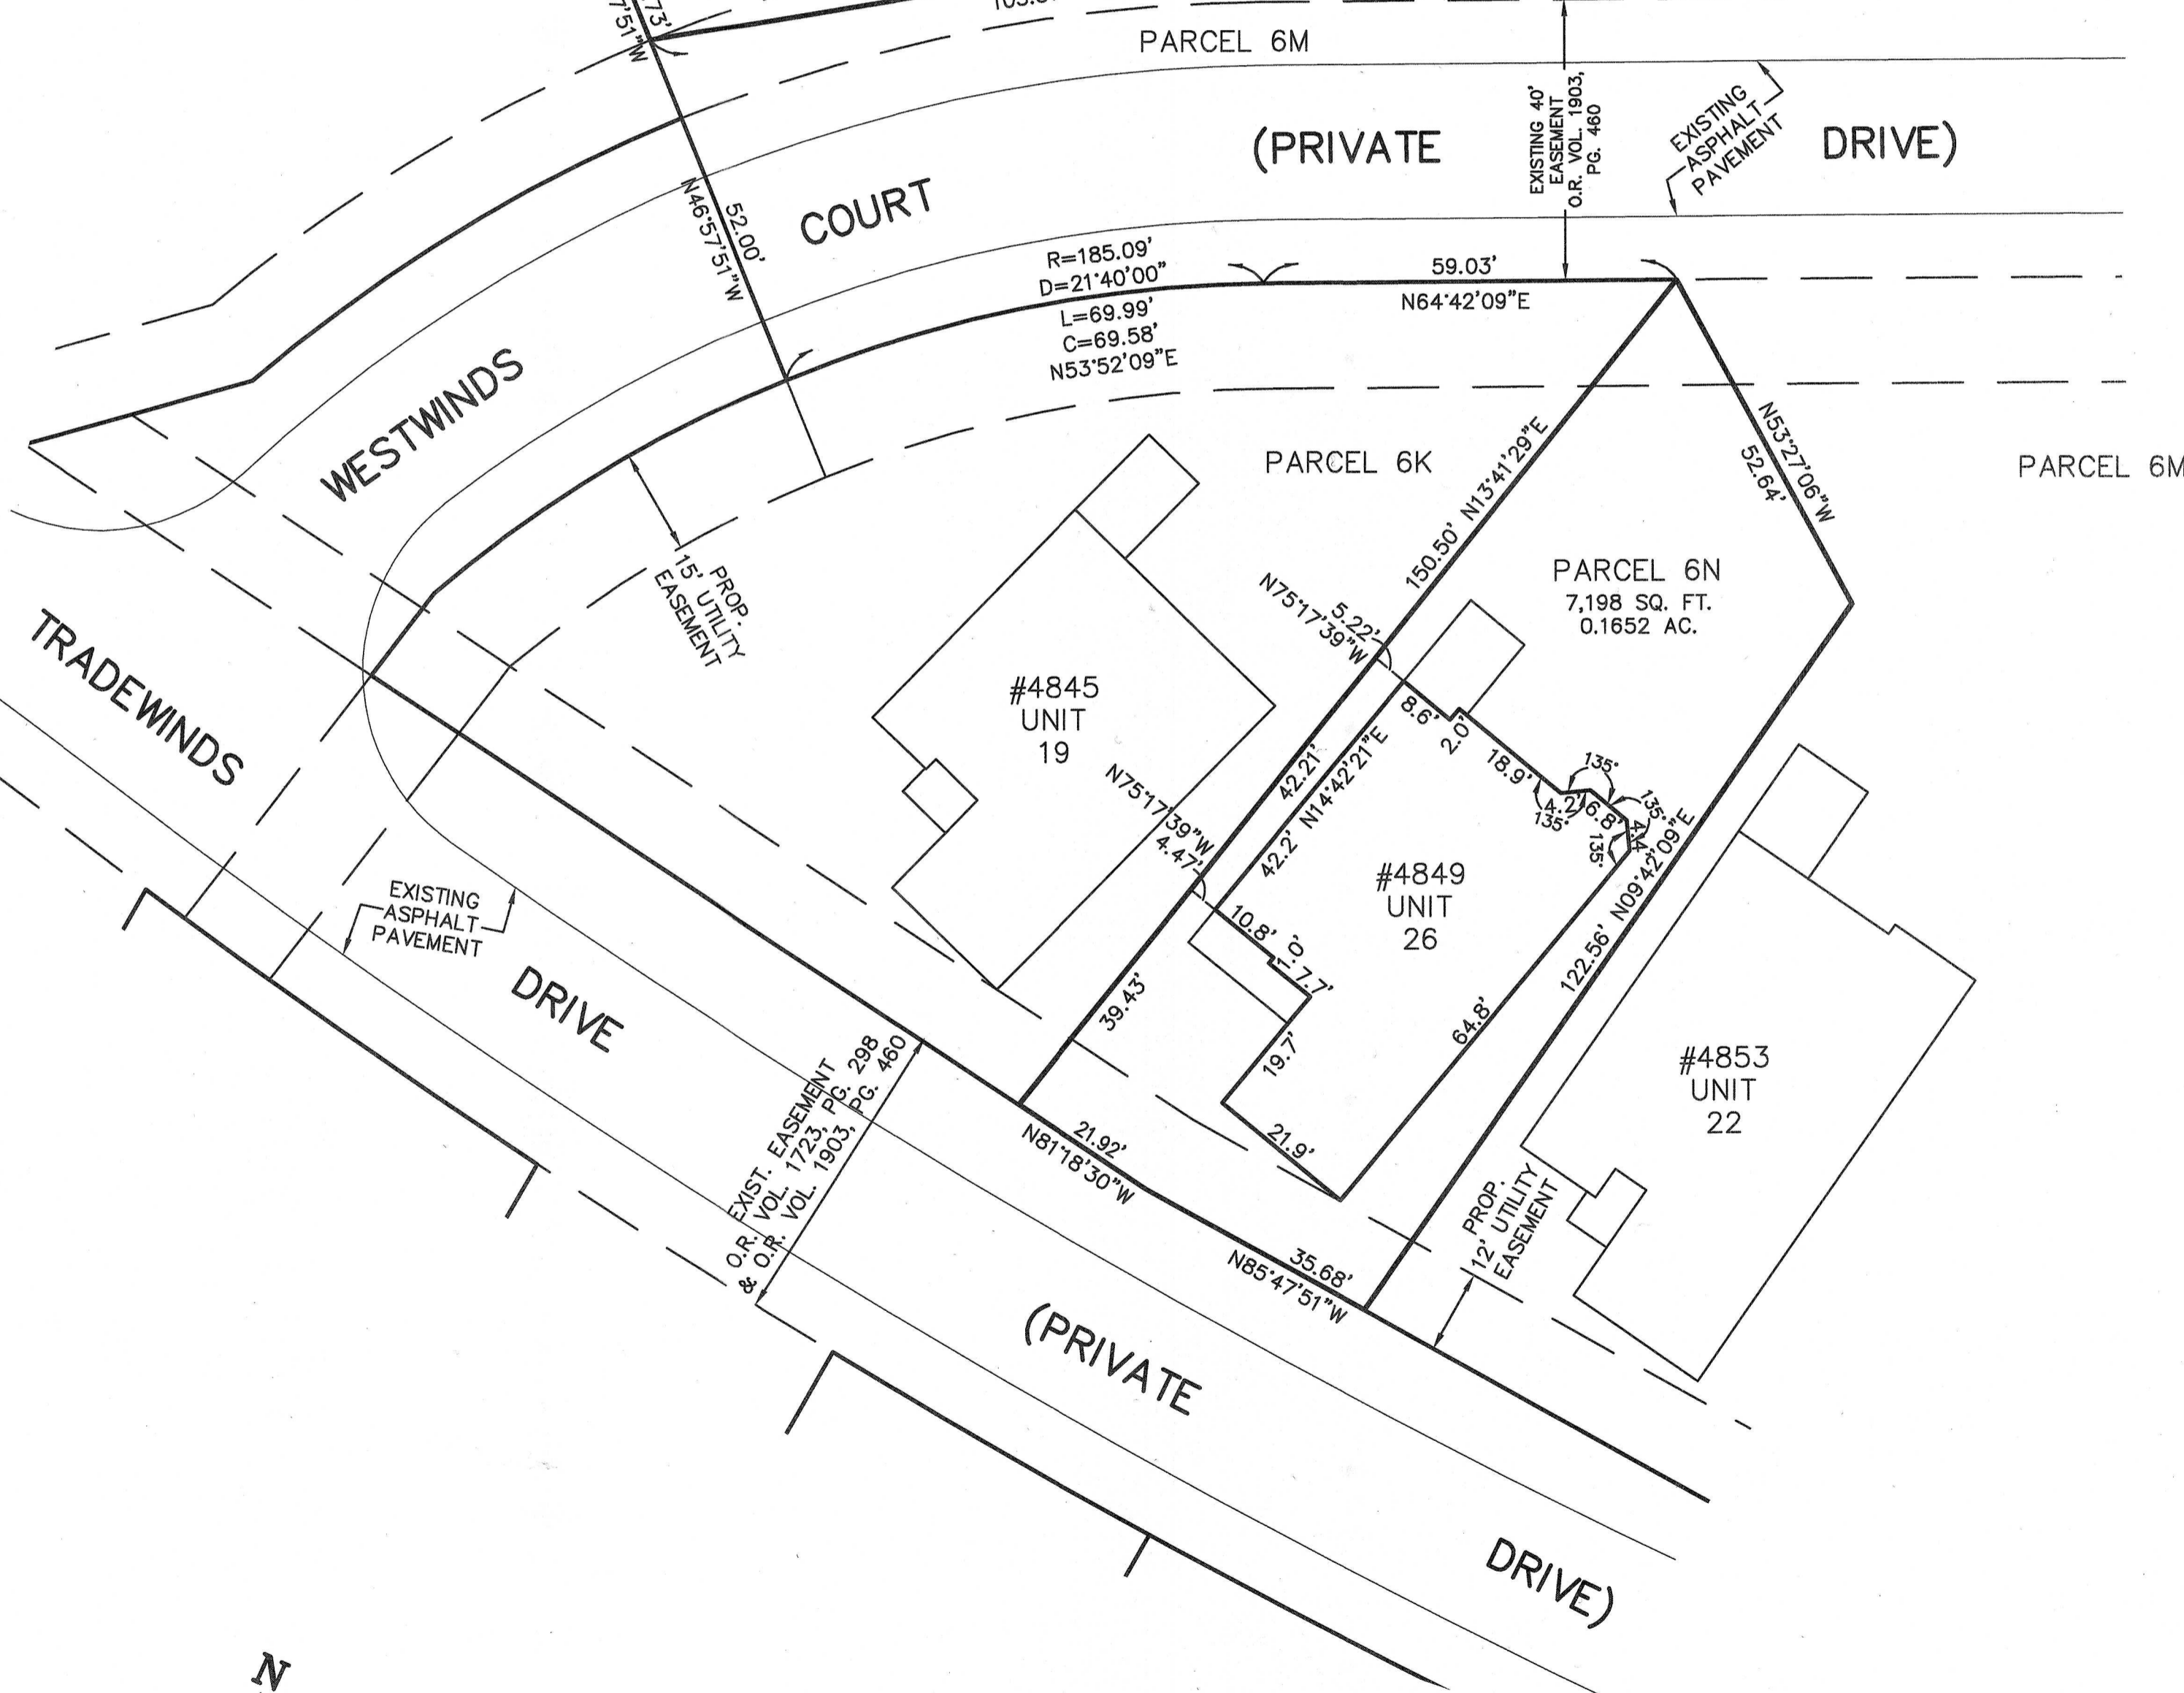 PARCEL 6M
(PRIVATE
DRIVE)
EXISTING 40'
EASEMENT
O.R. VOL. 1903,
PG. 460
EXISTING
ASPHALT
PAVEMENT
COURT
WESTWINDS
52.00'
N46°57'51"W
R=185.09'
D=21°40'00"
L=69.99'
C=69.58'
N53°52'09"E
59.03'
N64°42'09"E
N53°27'06"W
52.64'
PARCEL 6K
PARCEL 6M
150.50' N13°41'29"E
PARCEL 6N
7,198 SQ. FT.
0.1652 AC.
PROP.
15' UTILITY
EASEMENT
5.22'
N75°17'39"W
#4845
UNIT
19
TRADEWINDS
8.6'
2.0'
18.9'
135°
4.2'
135°
6.8'
135°
135°
42.21'
42.2' N14°42'21"E
N75°17'39"W
4.47'
122.56' N09°42'09"E
#4849
UNIT
26
10.8'
1.0'
7.7'
EXISTING
ASPHALT
PAVEMENT
DRIVE
39.43'
19.7'
64.8'
21.9'
#4853
UNIT
22
EXIST. EASEMENT
O.R. VOL. 1723, PG. 298
& O.R. VOL. 1903, PG. 460
21.92'
N81°18'30"W
35.68'
N85°47'51"W
PROP.
12' UTILITY
EASEMENT
(PRIVATE
DRIVE)
N